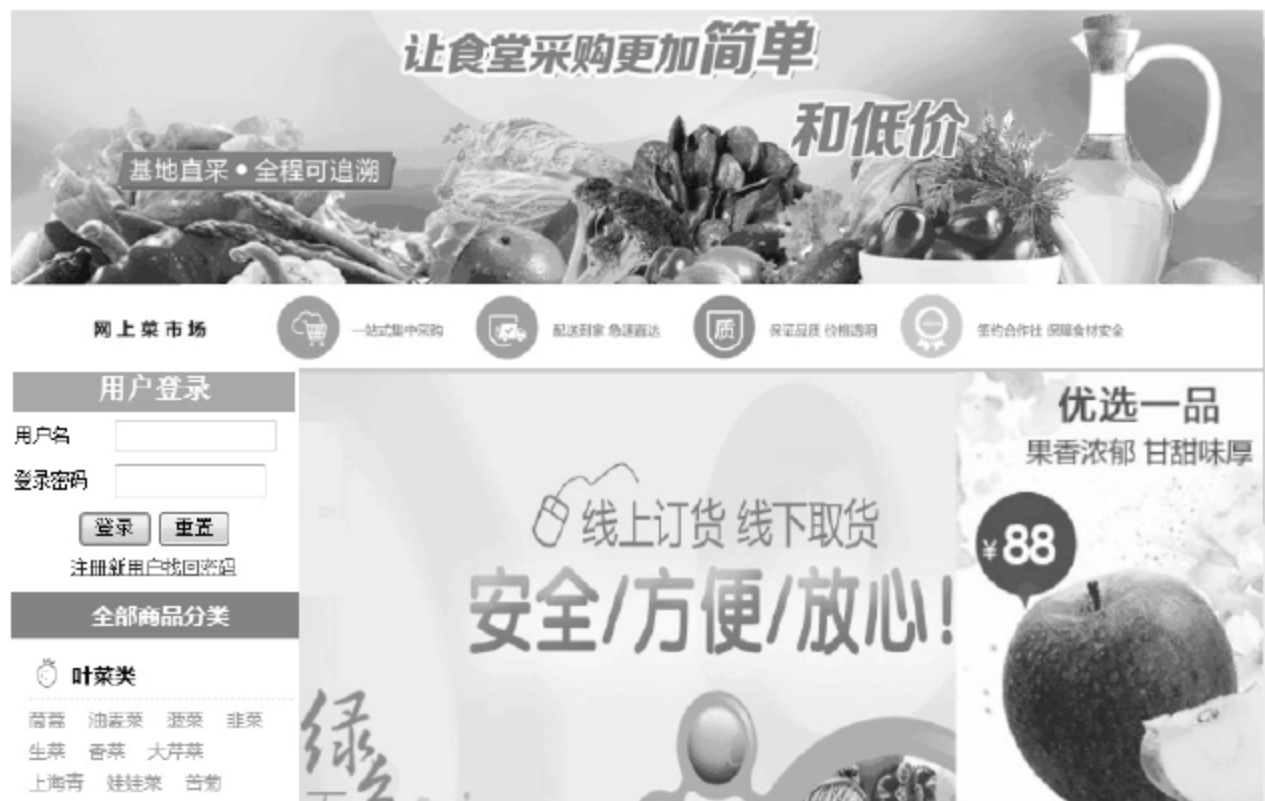 让食堂采购更加简单
和低价
基地直采●全程可追溯
网上菜市场
一站式集中采购
配送到家 急速直达
质
保证品质 价格透明
签约合作社 保障食材安全
用户登录
用户名
登录密码
登录 重置
注册新用户找回密码
全部商品分类
叶菜类
茼蒿 油麦菜 菠菜 韭菜
生菜 香菜 大芹菜
上海青 娃娃菜 苦菊
线上订货 线下取货
安全/方便/放心!
绿
优选一品
果香浓郁 甘甜味厚
¥88